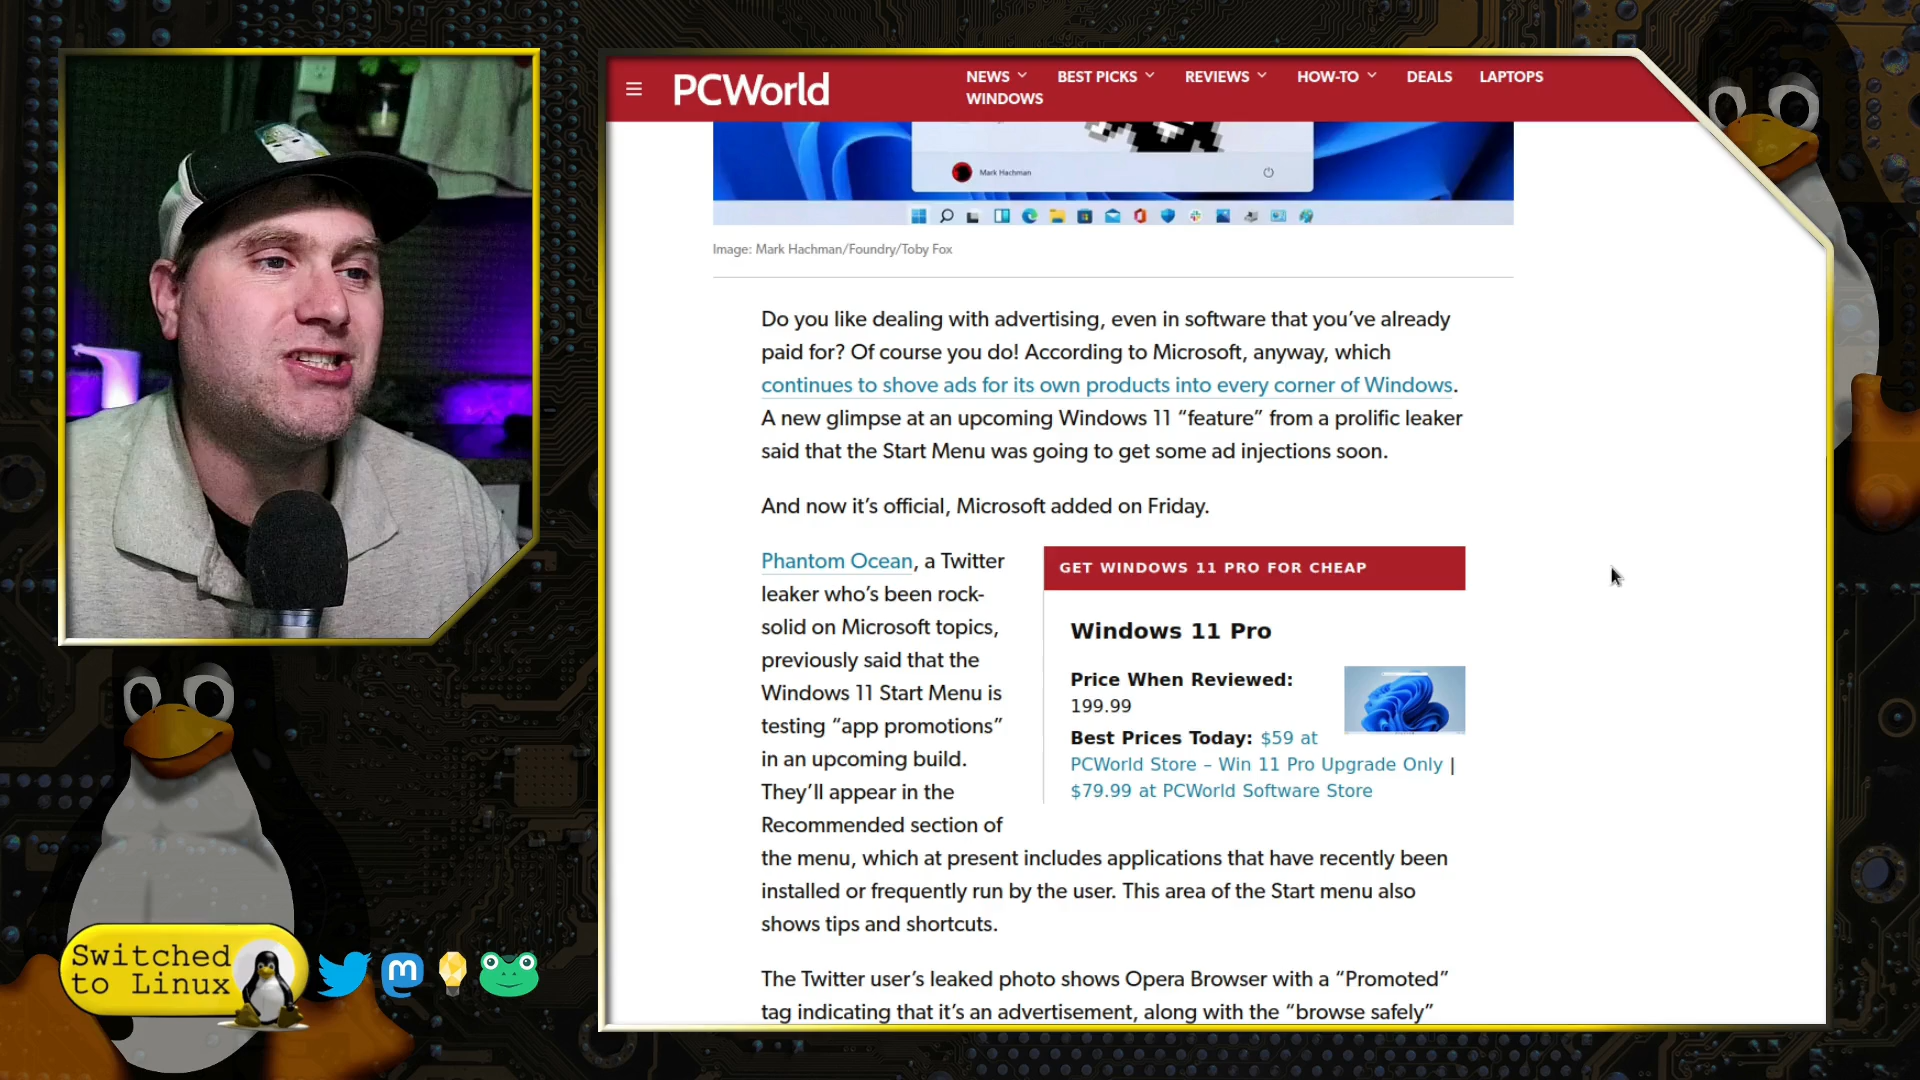 PCWorld
NEWS
BEST PICKS
REVIEWS
HOW-TO
DEALS
LAPTOPS
WINDOWS
Mark Hachman
Image: Mark Hachman/Foundry/Toby Fox
Do you like dealing with advertising, even in software that you’ve already
paid for? Of course you do! According to Microsoft, anyway, which
continues to shove ads for its own products into every corner of Windows.
A new glimpse at an upcoming Windows 11 “feature” from a prolific leaker
said that the Start Menu was going to get some ad injections soon.
And now it’s official, Microsoft added on Friday.
Phantom Ocean, a Twitter
leaker who’s been rock-
solid on Microsoft topics,
previously said that the
Windows 11 Start Menu is
testing “app promotions”
in an upcoming build.
They’ll appear in the
Recommended section of
the menu, which at present includes applications that have recently been
installed or frequently run by the user. This area of the Start menu also
shows tips and shortcuts.
GET WINDOWS 11 PRO FOR CHEAP
Windows 11 Pro
Price When Reviewed:
199.99
Best Prices Today: $59 at
PCWorld Store – Win 11 Pro Upgrade Only |
$79.99 at PCWorld Software Store
The Twitter user’s leaked photo shows Opera Browser with a “Promoted”
tag indicating that it’s an advertisement, along with the “browse safely”
Switched
to Linux